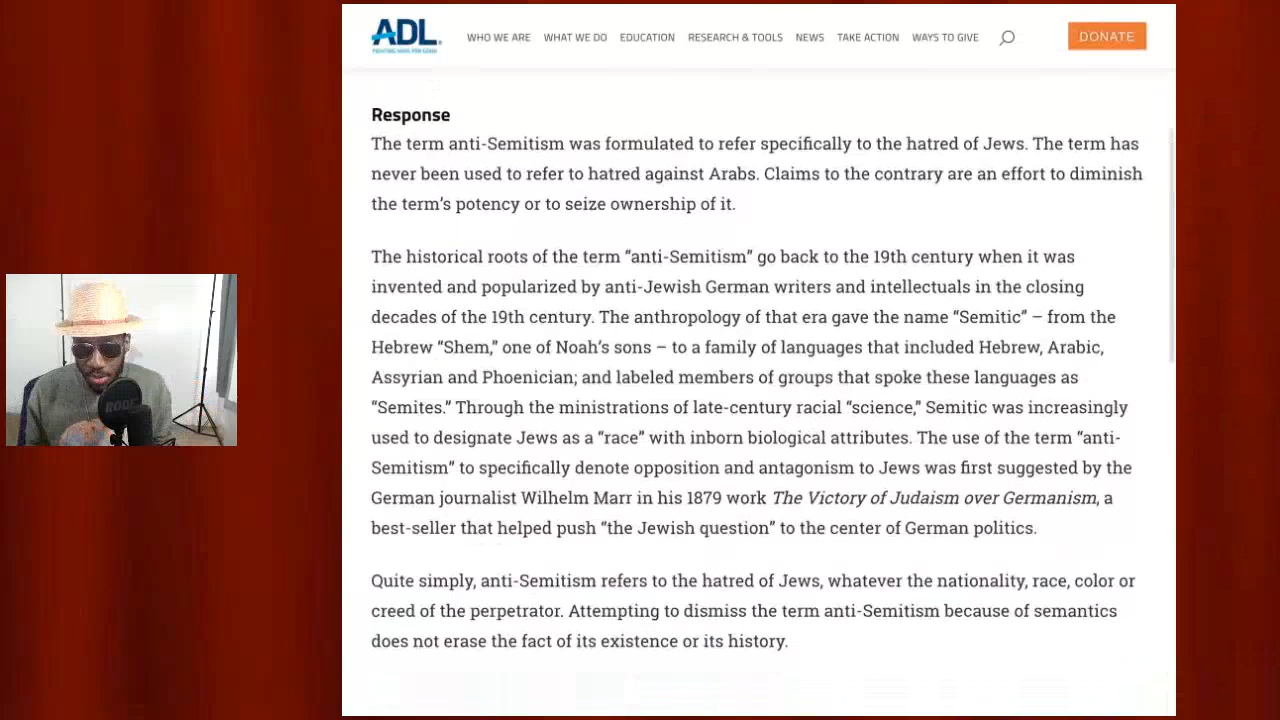 ADL
FIGHTING HATE FOR GOOD
WHO WE ARE WHAT WE DO EDUCATION RESEARCH & TOOLS NEWS TAKE ACTION WAYS TO GIVE DONATE
Response
The term anti-Semitism was formulated to refer specifically to the hatred of Jews. The term has
never been used to refer to hatred against Arabs. Claims to the contrary are an effort to diminish
the term’s potency or to seize ownership of it.
The historical roots of the term “anti-Semitism” go back to the 19th century when it was
invented and popularized by anti-Jewish German writers and intellectuals in the closing
decades of the 19th century. The anthropology of that era gave the name “Semitic” – from the
Hebrew “Shem,” one of Noah’s sons – to a family of languages that included Hebrew, Arabic,
Assyrian and Phoenician; and labeled members of groups that spoke these languages as
“Semites.” Through the ministrations of late-century racial “science,” Semitic was increasingly
used to designate Jews as a “race” with inborn biological attributes. The use of the term “anti-
Semitism” to specifically denote opposition and antagonism to Jews was first suggested by the
German journalist Wilhelm Marr in his 1879 work The Victory of Judaism over Germanism, a
best-seller that helped push “the Jewish question” to the center of German politics.
Quite simply, anti-Semitism refers to the hatred of Jews, whatever the nationality, race, color or
creed of the perpetrator. Attempting to dismiss the term anti-Semitism because of semantics
does not erase the fact of its existence or its history.
RODE